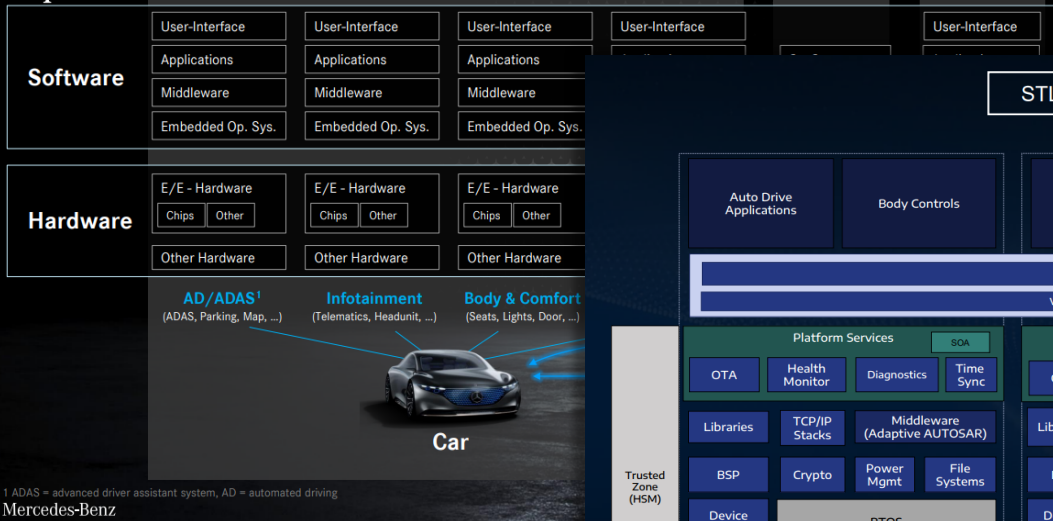 User-Interface
User-Interface
User-Interface
User-Interface
User-Interface
Software
Applications
Applications
Applications
Middleware
Middleware
Middleware
Embedded Op. Sys.
Embedded Op. Sys.
Embedded Op. Sys.
Hardware
E/E - Hardware
Chips
Other
E/E - Hardware
Chips
Other
E/E - Hardware
Chips
Other
Other Hardware
Other Hardware
Other Hardware
AD/ADAS¹
(ADAS, Parking, Map, ...)
Infotainment
(Telematics, Headunit, ...)
Body & Comfort
(Seats, Lights, Door, ...)
Car
1 ADAS = advanced driver assistant system, AD = automated driving
Mercedes-Benz
Auto Drive
Applications
Body Controls
Platform Services
SOA
OTA
Health
Monitor
Diagnostics
Time
Sync
Libraries
TCP/IP
Stacks
Middleware
(Adaptive AUTOSAR)
Trusted
Zone
(HSM)
BSP
Crypto
Power
Mgmt
File
Systems
Device
RTOS